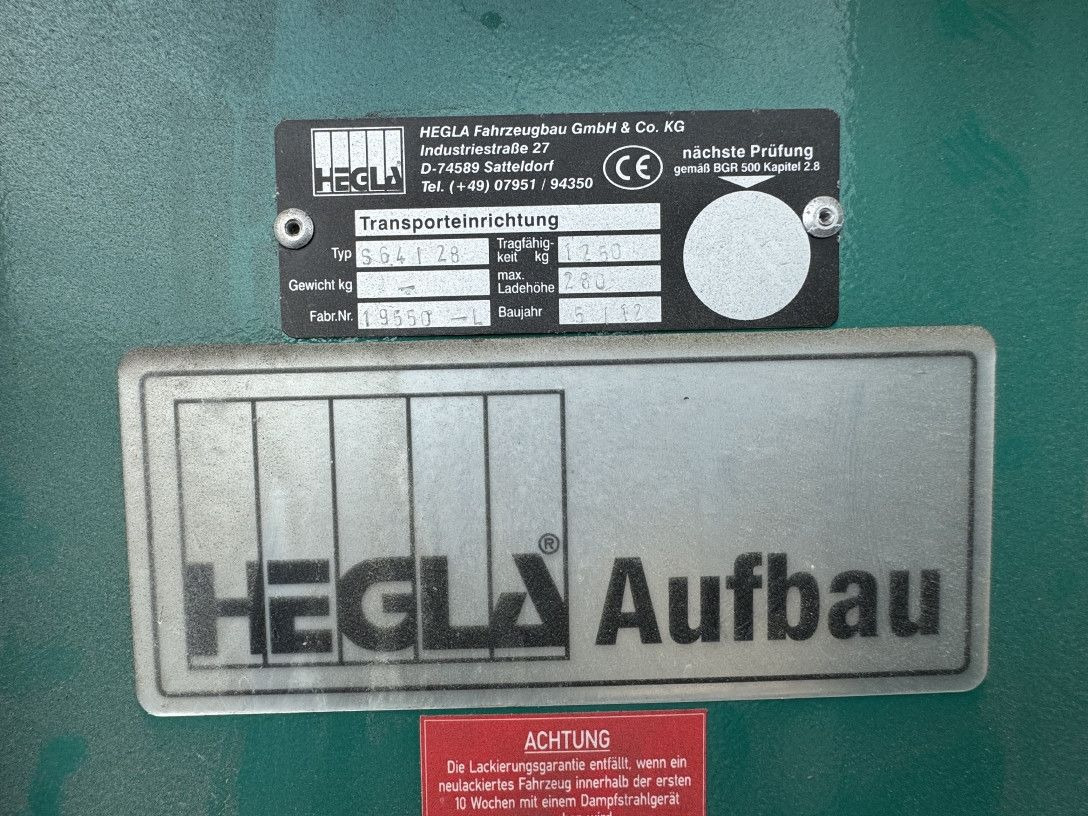 HEGLA
HEGLA Fahrzeugbau GmbH & Co. KG
Industriestraße 27
D-74589 Satteldorf
Tel. (+49) 07951 / 94350
CE
nächste Prüfung
gemäß BGR 500 Kapitel 2.8
Transporteinrichtung
Typ S64 / 28
Tragfähig-
keit kg 1250
Gewicht kg -
max.
Ladehöhe 280
Fabr.Nr. 19550 -L
Baujahr 5 / 12
HEGLA® Aufbau
ACHTUNG
Die Lackierungsgarantie entfällt, wenn ein
neulackiertes Fahrzeug innerhalb der ersten
10 Wochen mit einem Dampfstrahlgerät